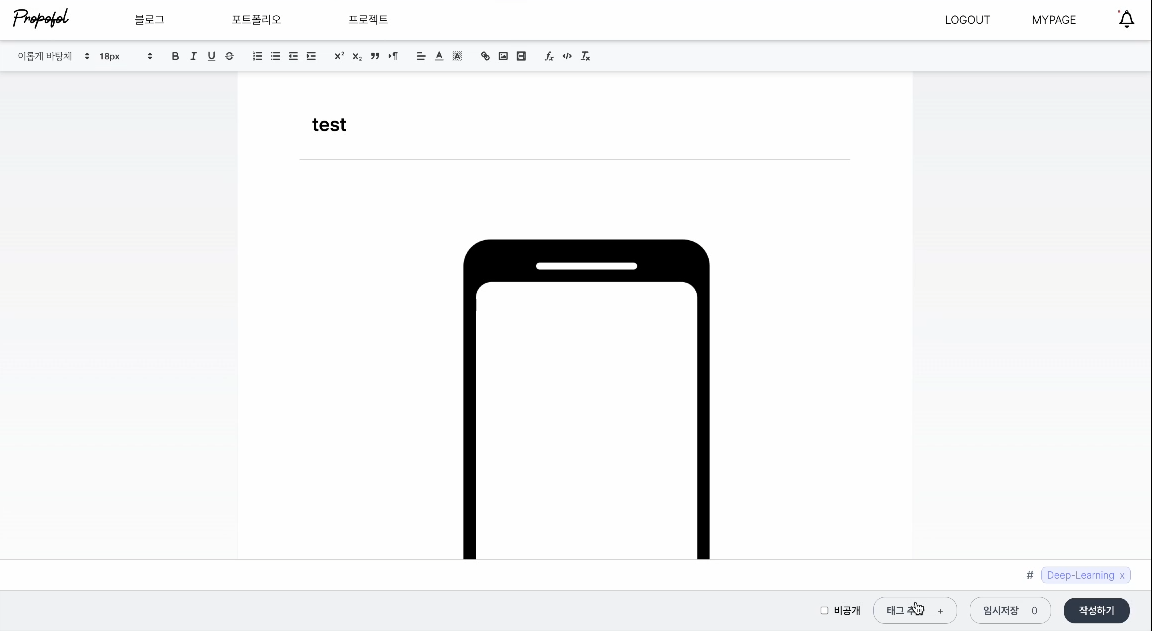 Propofol 블로그 포트폴리오 프로젝트 LOGOUT MYPAGE
이롭게 바탕체 18px
test
# Deep-Learning x
비공개 태그 추가 + 임시저장 0 작성하기